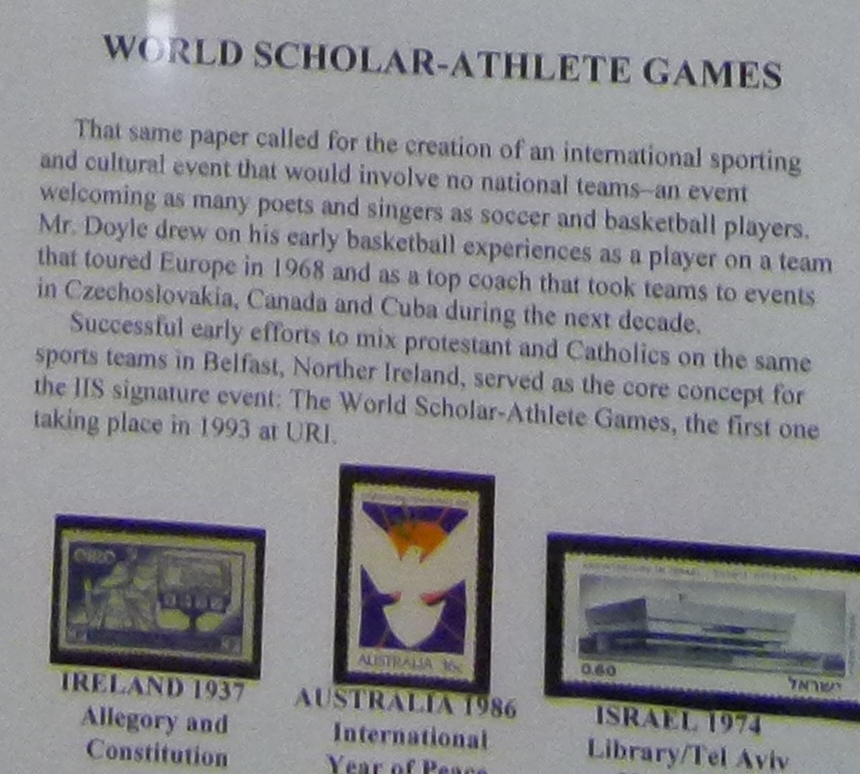 WORLD SCHOLAR-ATHLETE GAMES
That same paper called for the creation of an international sporting
and cultural event that would involve no national teams–an event
welcoming as many poets and singers as soccer and basketball players.
Mr. Doyle drew on his early basketball experiences as a player on a team
that toured Europe in 1968 and as a top coach that took teams to events
in Czechoslovakia, Canada and Cuba during the next decade.
Successful early efforts to mix protestant and Catholics on the same
sports teams in Belfast, Norther Ireland, served as the core concept for
the IIS signature event: The World Scholar-Athlete Games, the first one
taking place in 1993 at URI.
AUSTRALIA 36c
0.60
ישראל
IRELAND 1937
Allegory and
Constitution
AUSTRALIA 1986
International
Year of Peace
ISRAEL 1974
Library/Tel Aviv